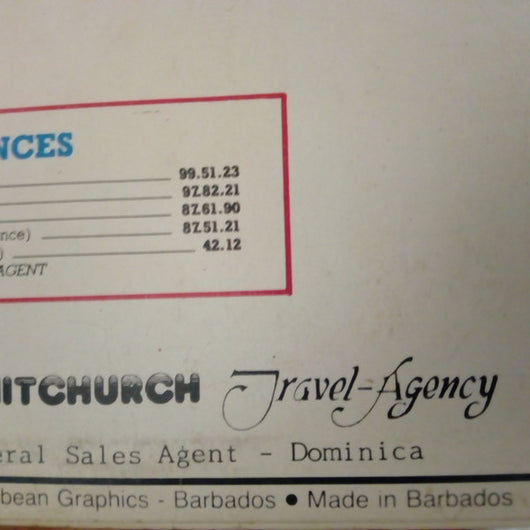 NCES
99.51.23
97.82.21
87.61.90
nce) 87.51.21
) 42.12
AGENT
HITCHURCH Travel-Agency
eral Sales Agent - Dominica
bean Graphics - Barbados ● Made in Barbados